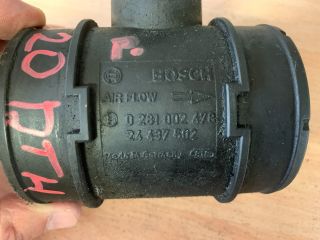 P.
20 DTH
BOSCH
AIR FLOW
0 281 002 478
24 437 502